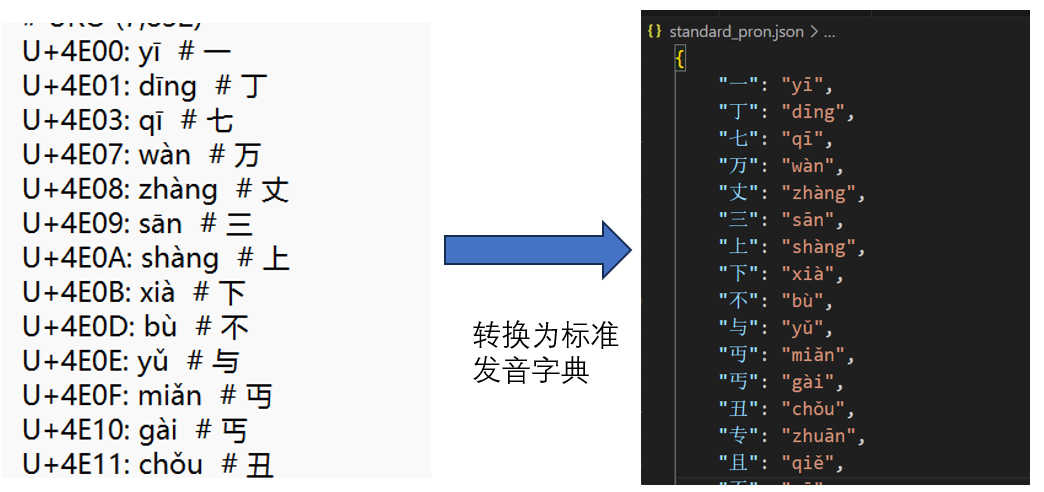 U+4E00: yī # 一
U+4E01: dīng # 丁
U+4E03: qī # 七
U+4E07: wàn # 万
U+4E08: zhàng # 丈
U+4E09: sān # 三
U+4E0A: shàng # 上
U+4E0B: xià # 下
U+4E0D: bù # 不
U+4E0E: yǔ # 与
U+4E0F: miǎn # 丏
U+4E10: gài # 丐
U+4E11: chǒu # 丑
转换为标准
发音字典
{} standard_pron.json > ...
{
"一": "yī",
"丁": "dīng",
"七": "qī",
"万": "wàn",
"丈": "zhàng",
"三": "sān",
"上": "shàng",
"下": "xià",
"不": "bù",
"与": "yǔ",
"丏": "miǎn",
"丐": "gài",
"丑": "chǒu",
"专": "zhuān",
"且": "qiě",